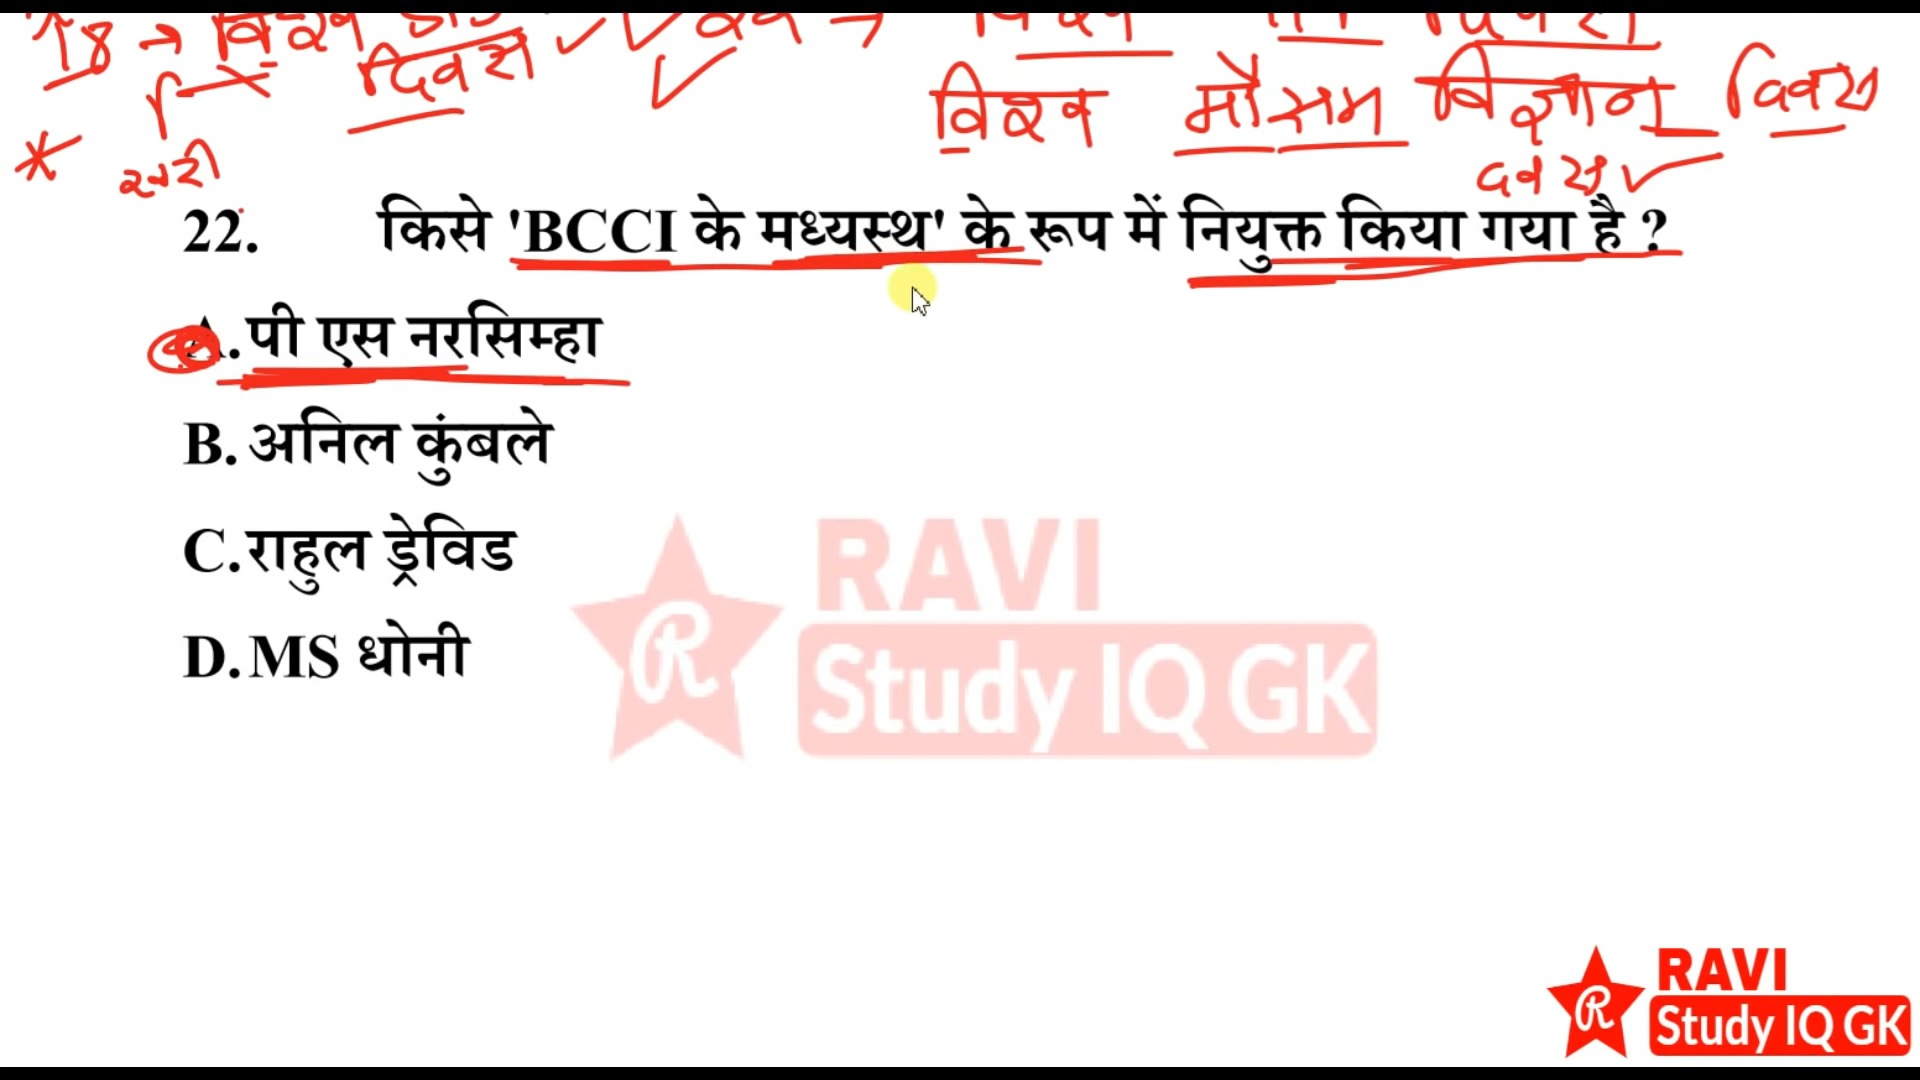 18 → विश्व
दिवस
विश्व मौसम विज्ञान दिवस
22. किसे 'BCCI के मध्यस्थ' के रूप में नियुक्त किया गया है ?
A. पी एस नरसिम्हा
B. अनिल कुंबले
C. राहुल द्रेविड
D. MS धोनी
RAVI
R
Study IQ GK
RAVI
R
Study IQ GK